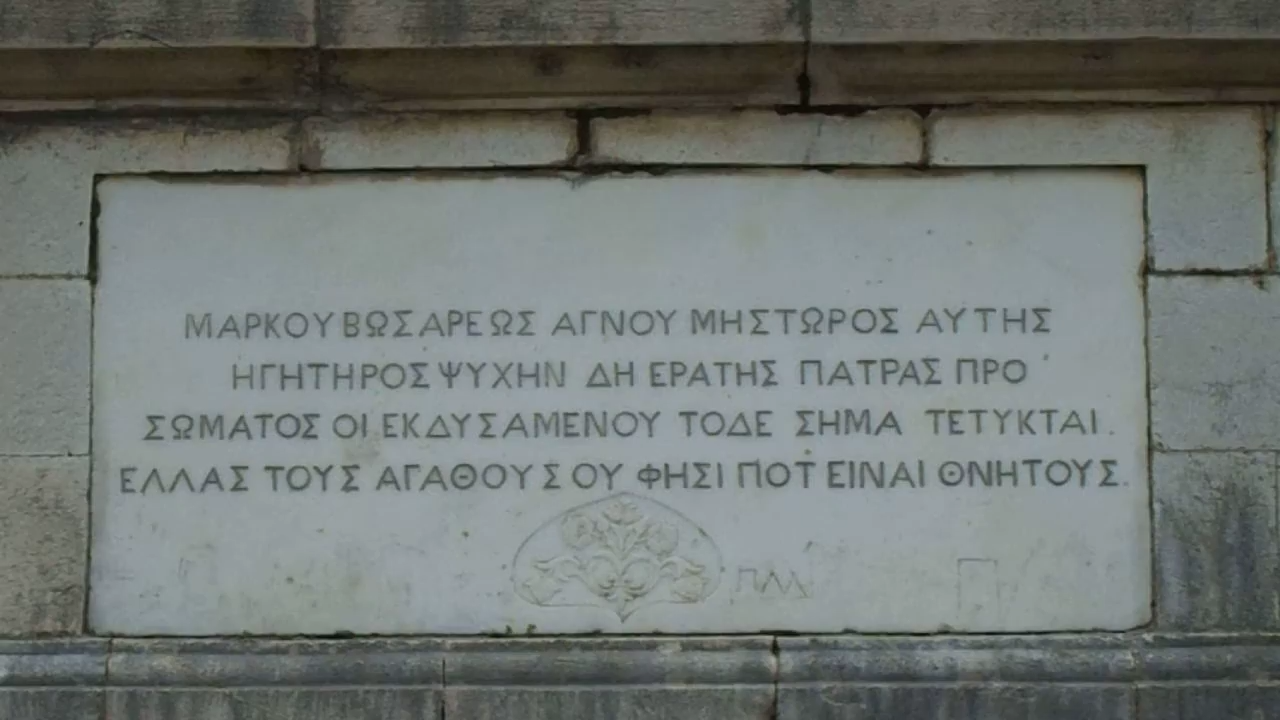 ΜΑΡΚΟΥ ΒΩΣΑΡΕΩΣ ΑΓΝΟΥ ΜΗΣΤΩΡΟΣ ΑΥΤΗΣ
ΗΓΗΤΗΡΟΣ ΨΥΧΗΝ ΔΗ ΕΡΑΤΗΣ ΠΑΤΡΑΣ ΠΡΟ
ΣΩΜΑΤΟΣ ΟΙ ΕΚΔΥΣΑΜΕΝΟΥ ΤΟΔΕ ΣΗΜΑ ΤΕΤΥΚΤΑΙ.
ΕΛΛΑΣ ΤΟΥΣ ΑΓΑΘΟΥΣ ΟΥ ΦΗΣΙ ΠΟΤ ΕΙΝΑΙ ΘΝΗΤΟΥΣ.